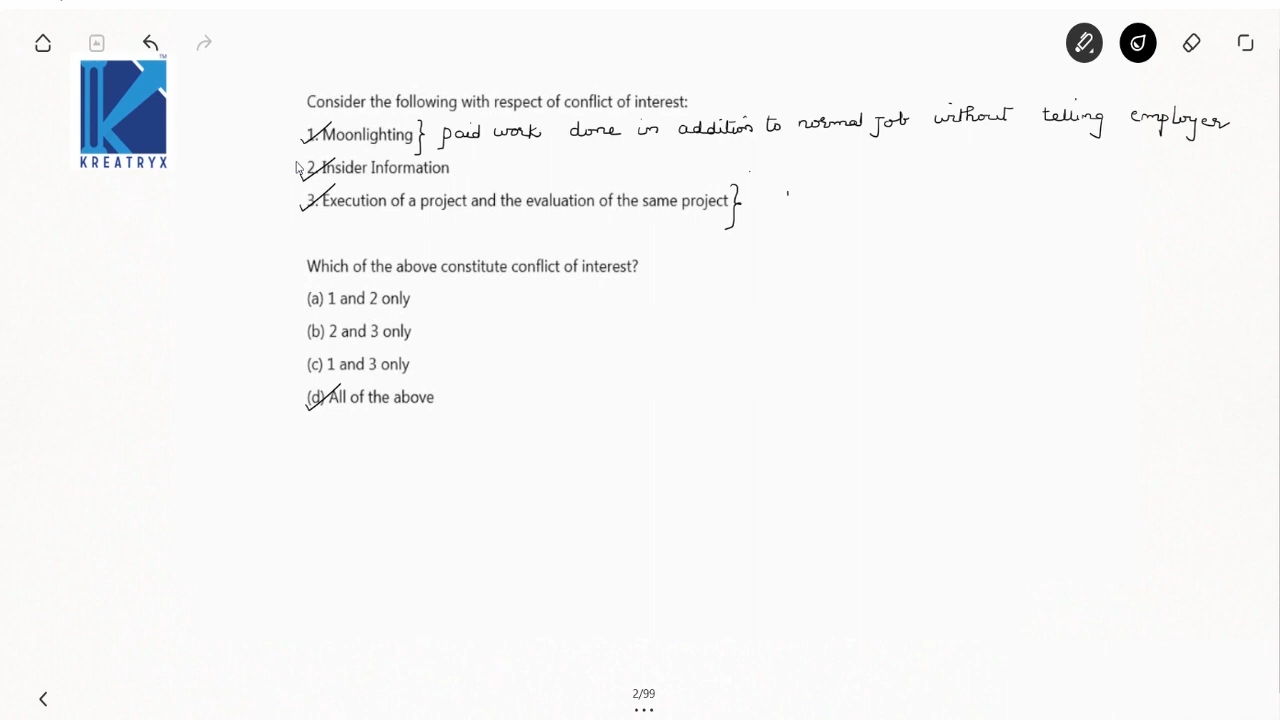 Consider the following with respect of conflict of interest:
1. Moonlighting } paid work done in addition to normal job without telling employer
™
KREATRYX
2. Insider Information
3. Execution of a project and the evaluation of the same project }
Which of the above constitute conflict of interest?
(a) 1 and 2 only
(b) 2 and 3 only
(c) 1 and 3 only
(d) All of the above
2/99